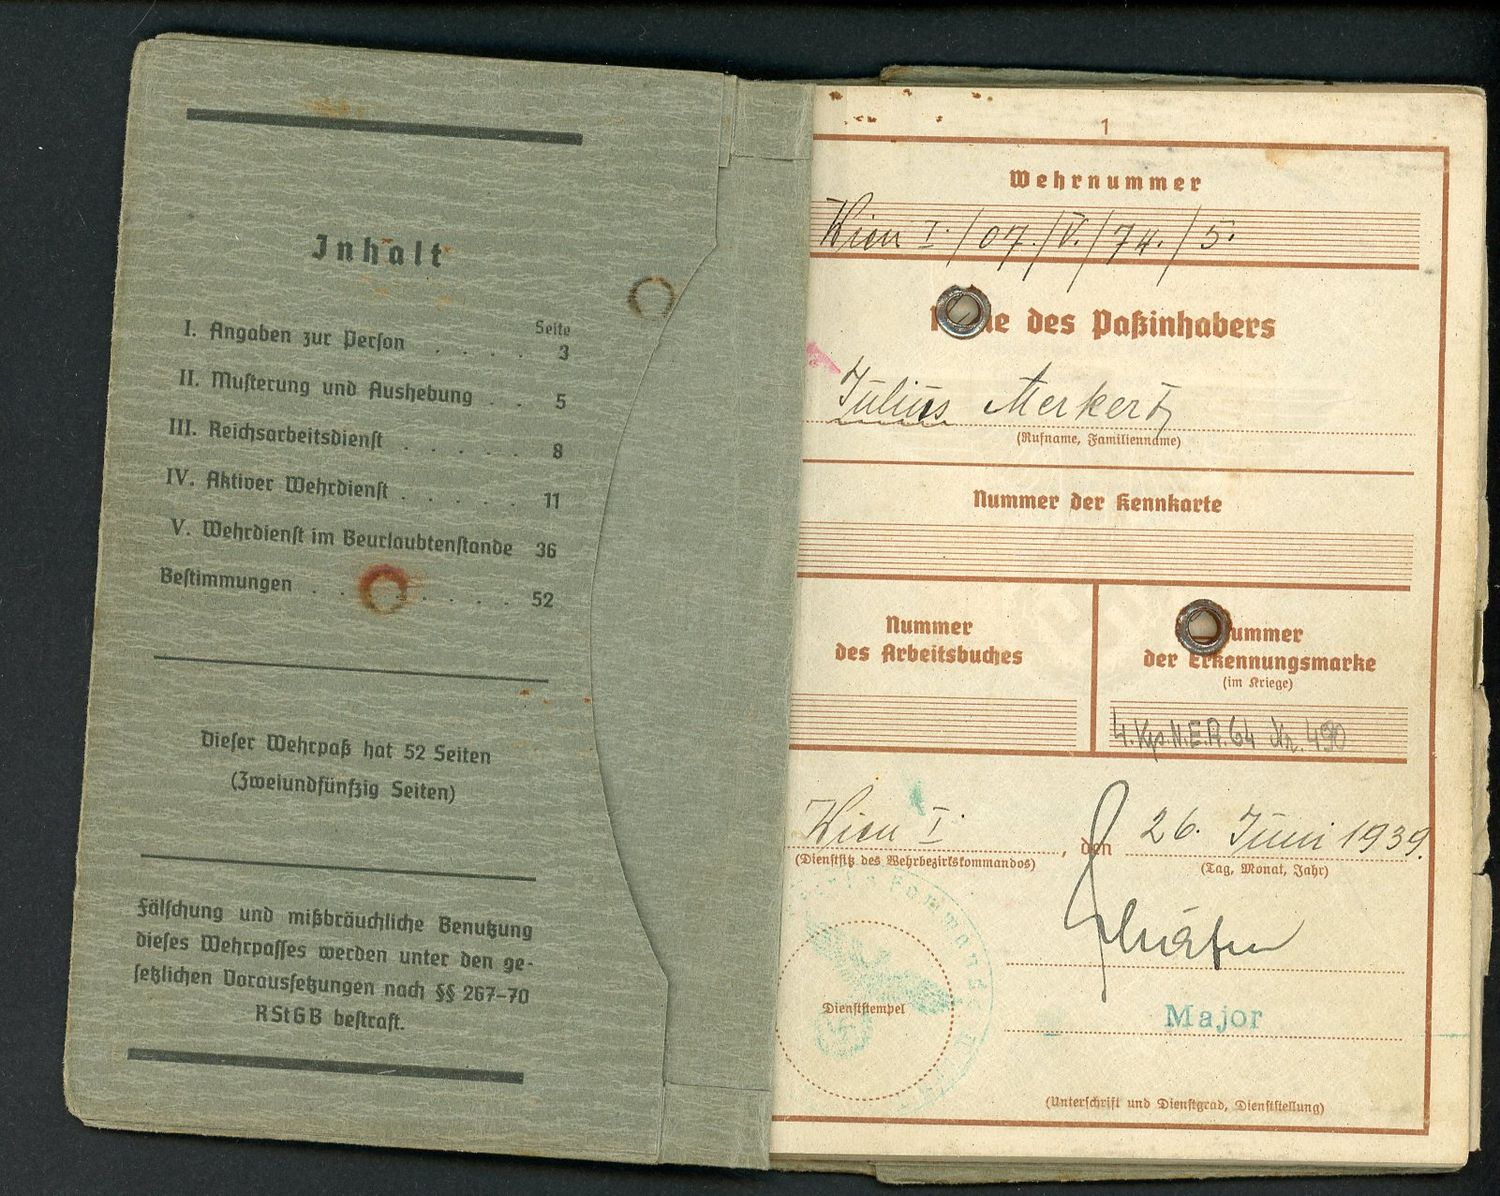 Inhalt
Seite
I. Angaben zur Person . . . . 3
II. Musterung und Aushebung . . 5
III. Reichsarbeitsdienst . . . . . . 8
IV. Aktiver Wehrdienst . . . . . . 11
V. Wehrdienst im Beurlaubtenstande 36
Bestimmungen . . . . . . . 52
Dieser Wehrpaß hat 52 Seiten
(Zweiundfünfzig Seiten)
Fälschung und mißbräuchliche Benutzung
dieses Wehrpasses werden unter den ge-
setzlichen Voraussetzungen nach §§ 267-70
RStGB bestraft.
1
Wehrnummer
Wien I./07./V./74./5.
des Paßinhabers
Julius Merkert
(Rufname, Familienname)
Nummer der Kennkarte
Nummer
des Arbeitsbuches
Nummer
der Erkennungsmarke
(im Kriege)
4. Kp. N.E.A. 64 Nr. 490
Wien I. , den 26. Juni 1939.
(Dienstsitz des Wehrbezirkskommandos) (Tag, Monat, Jahr)
Dienststempel
Major
(Unterschrift und Dienstgrad, Dienststellung)